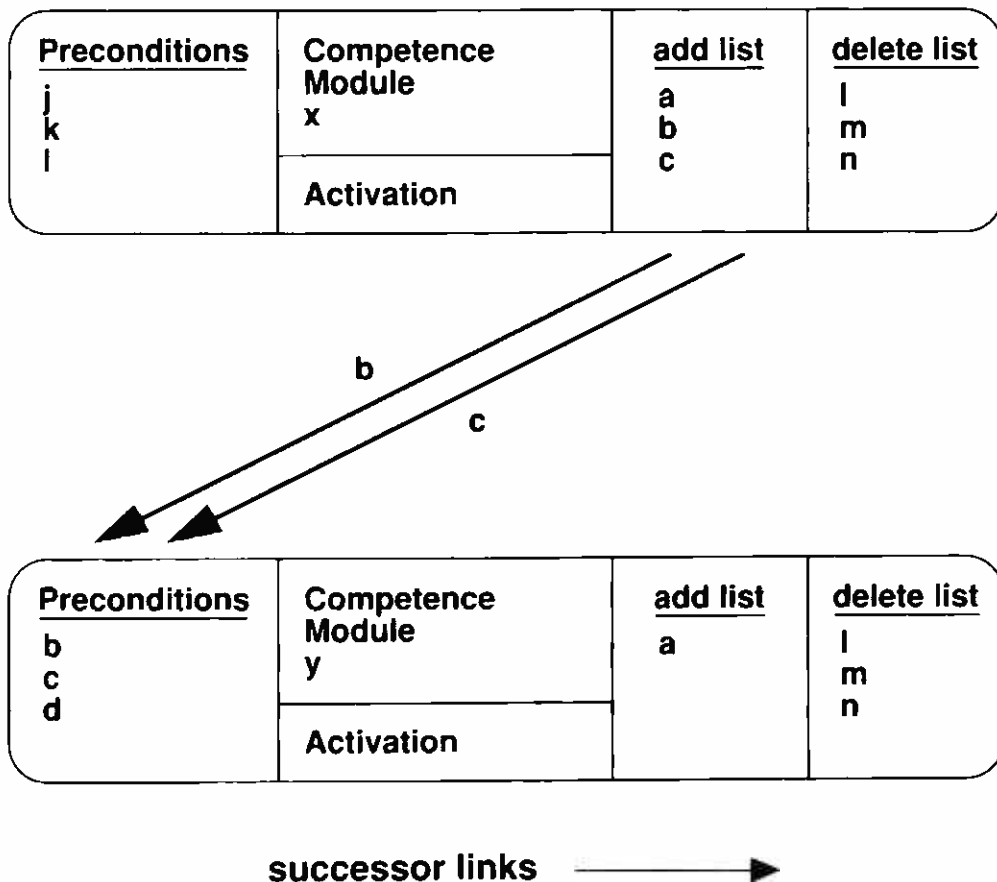 Preconditions
j
k
l
Competence
Module
x
Activation
add list
a
b
c
delete list
l
m
n
b
c
Preconditions
b
c
d
Competence
Module
y
Activation
add list
a
delete list
l
m
n
successor links